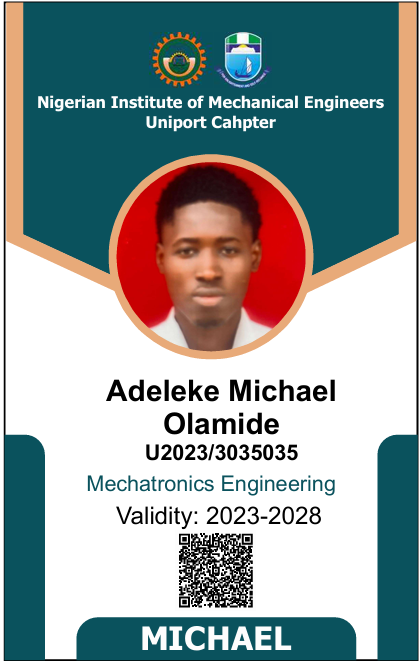 Nigerian Institute of Mechanical Engineers
Uniport Cahpter
Adeleke Michael
Olamide
U2023/3035035
Mechatronics Engineering
Validity: 2023-2028
MICHAEL